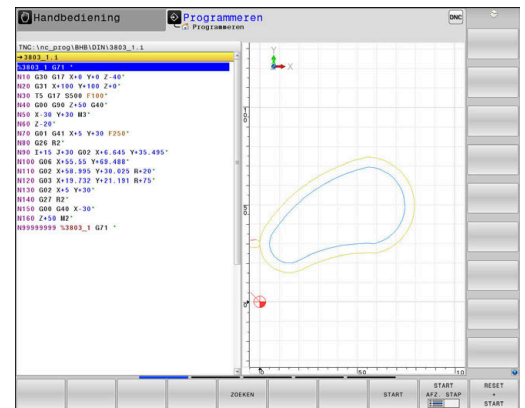 Handbediening
Programmeren
Programmeren
DNC
TNC:\nc_prog\BHB\DIN\3803_1.i
→3803_1.i
%3803_1 G71 *
N10 G30 G17 X+0 Y+0 Z-40*
N20 G31 X+100 Y+100 Z+0*
N30 T5 G17 S500 F100*
N40 G00 G90 Z+50 G40*
N50 X-30 Y+30 M3*
N60 Z-20*
N70 G01 G41 X+5 Y+30 F250*
N80 G26 R2*
N90 I+15 J+30 G02 X+6.645 Y+35.495*
N100 G06 X+55.55 Y+69.488*
N110 G02 X+58.995 Y+30.025 R+20*
N120 G03 X+19.732 Y+21.191 R+75*
N130 G02 X+5 Y+30*
N140 G27 R2*
N150 G00 G40 X-30*
N160 Z+50 M2*
N99999999 %3803_1 G71 *
Y
X
100
50
0
0
50
10
ZOEKEN
START
START
AFZ. STAP
RESET
+
START